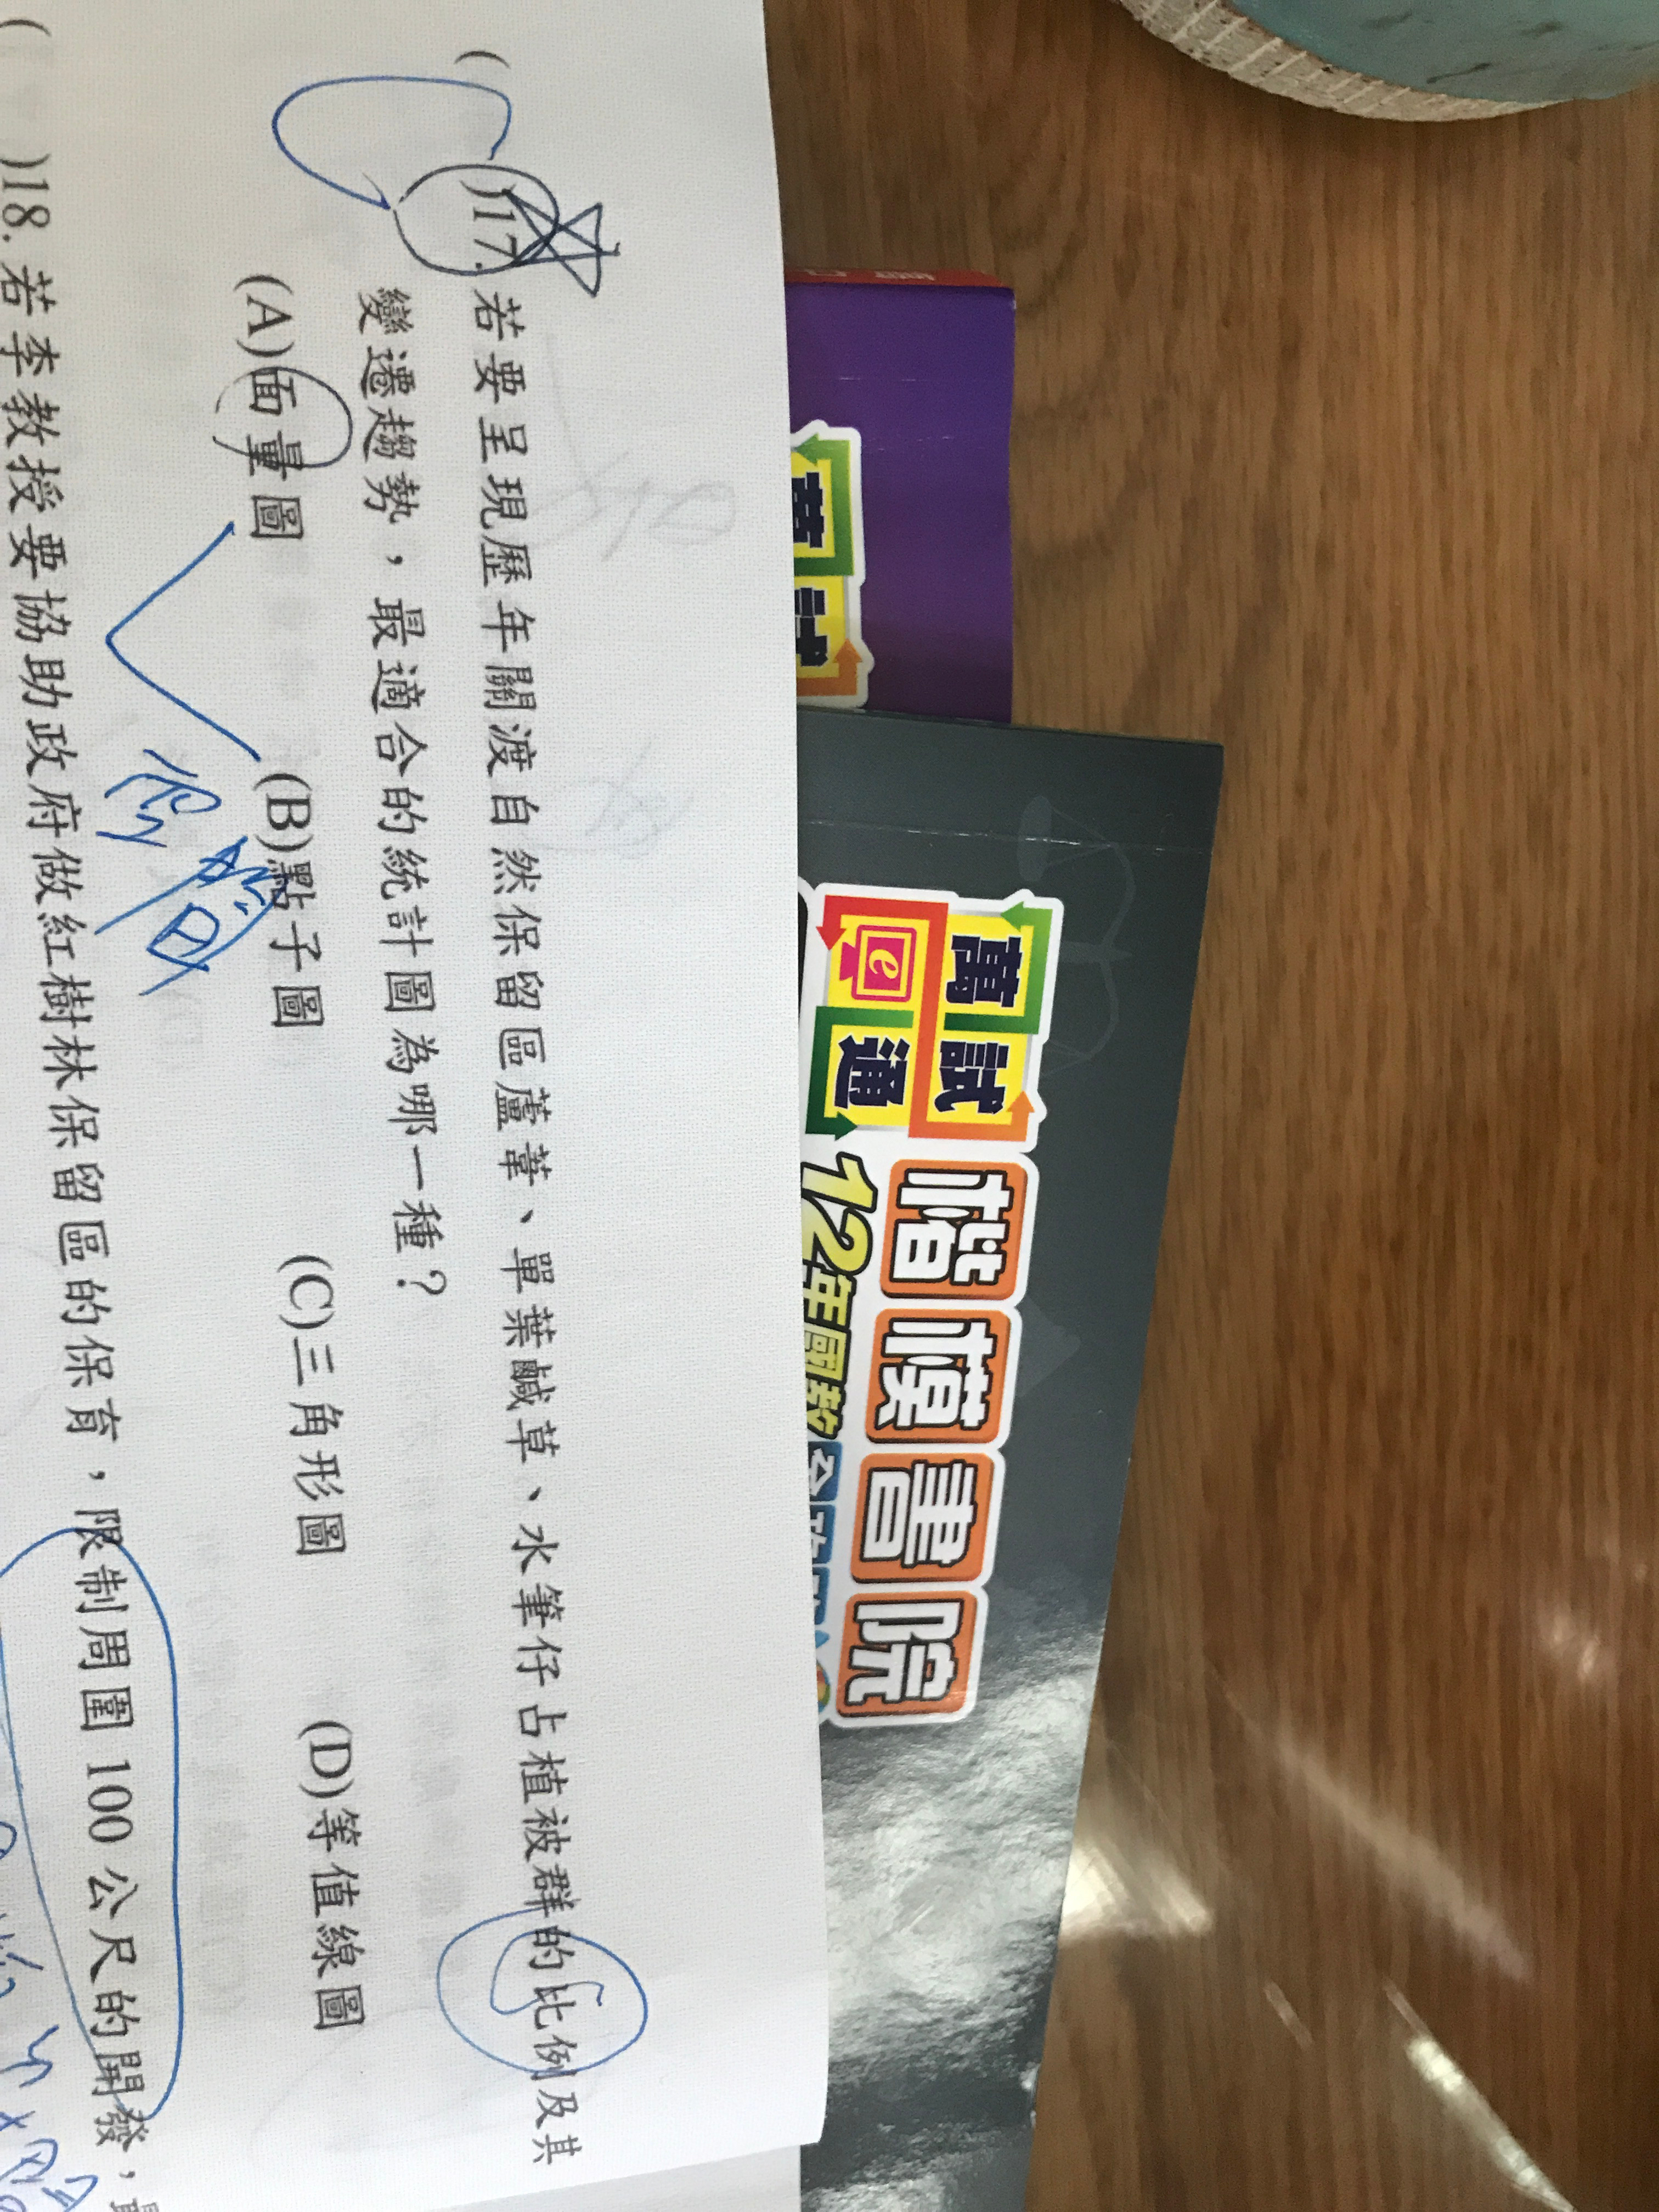 )17.若要呈現歷年關渡自然保留區蘆葦、單葉鹹草、水筆仔占植被群的比例及其
變遷趨勢，最適合的統計圖為哪一種？
(A)面量圖 (B)點子圖 (C)三角形圖 (D)等值線圖
)18.若李教授要協助政府做紅樹林保留區的保育，限制周圍100公尺的開發，
萬試
e通
楷模書院
12年國教